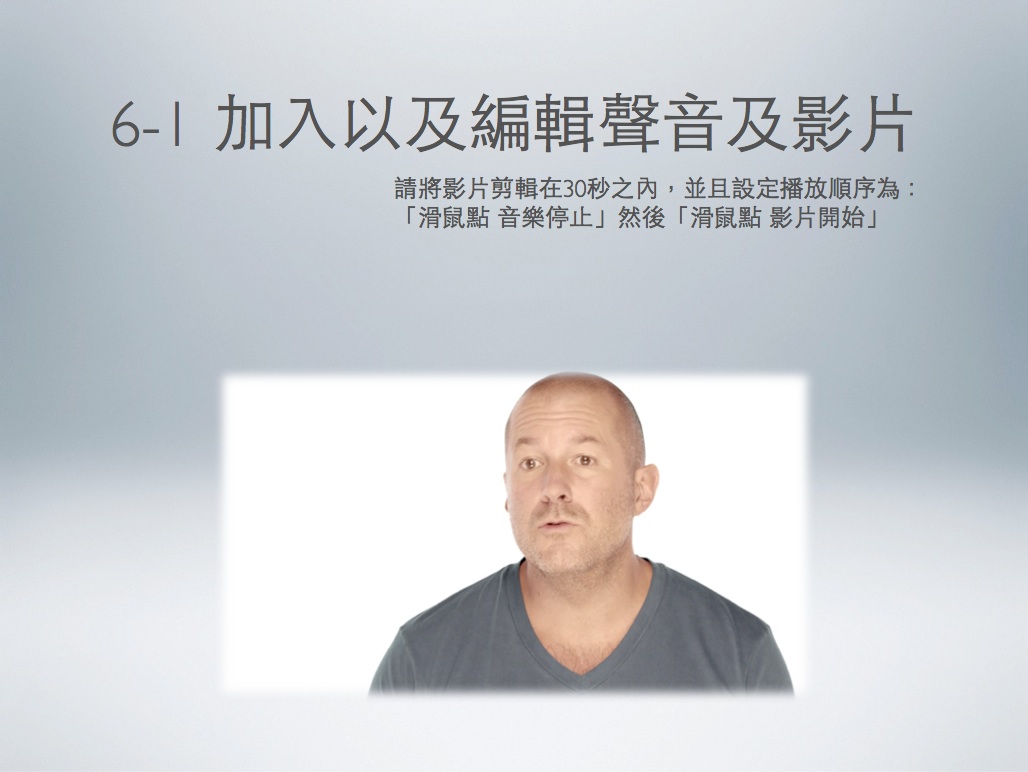 6-1 加入以及編輯聲音及影片
請將影片剪輯在30秒之內，並且設定播放順序為：
「滑鼠點 音樂停止」然後「滑鼠點 影片開始」